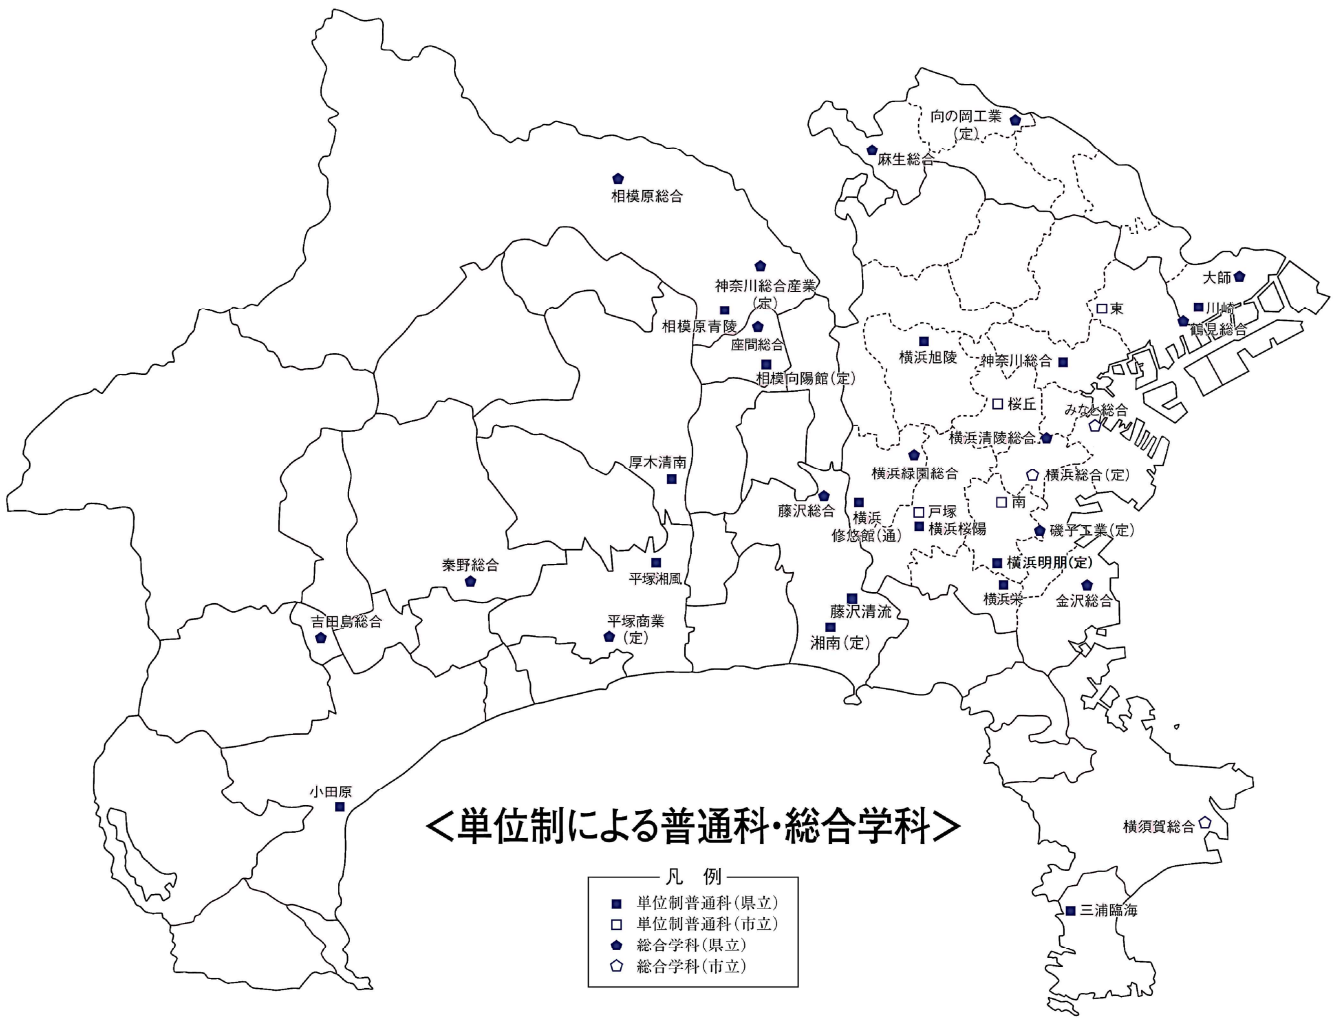 向の岡工業
(定)
麻生総合
相模原総合
神奈川総合産業
(定)
大師
川崎
鶴見総合
東
相模原青陵
座間総合
相模向陽館(定)
横浜旭陵
神奈川総合
桜丘
みなと総合
横浜清陵総合
横浜緑園総合
横浜総合(定)
厚木清南
藤沢総合
横浜
修悠館(通)
戸塚
横浜桜陽
南
磯子工業(定)
横浜明朋(定)
横浜栄
金沢総合
秦野総合
平塚湘風
吉田島総合
平塚商業
(定)
藤沢清流
湘南(定)
小田原
横須賀総合
三浦臨海
＜単位制による普通科・総合学科＞
凡 例
単位制普通科(県立)
単位制普通科(市立)
総合学科(県立)
総合学科(市立)